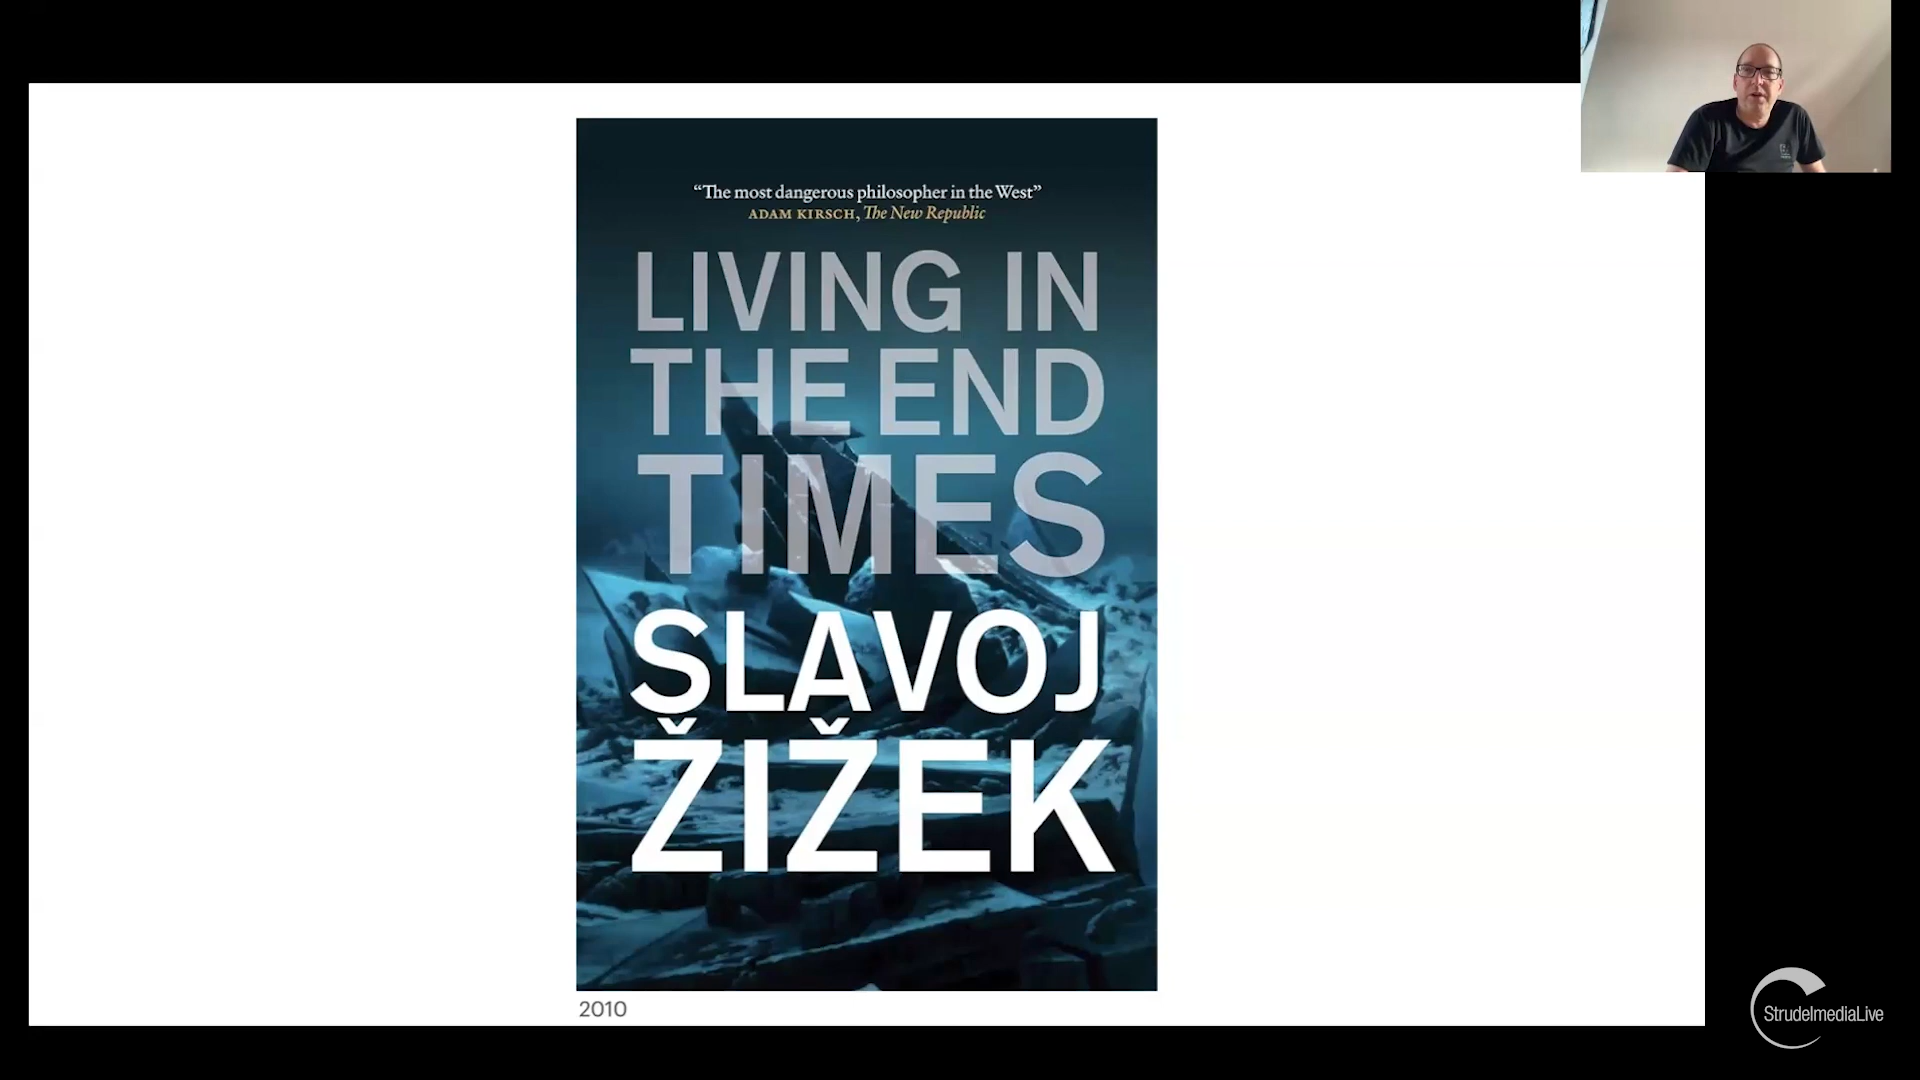 “The most dangerous philosopher in the West”
ADAM KIRSCH, The New Republic
LIVING IN
THE END
TIMES
SLAVOJ
ŽIŽEK
2010
StrudelmediaLive